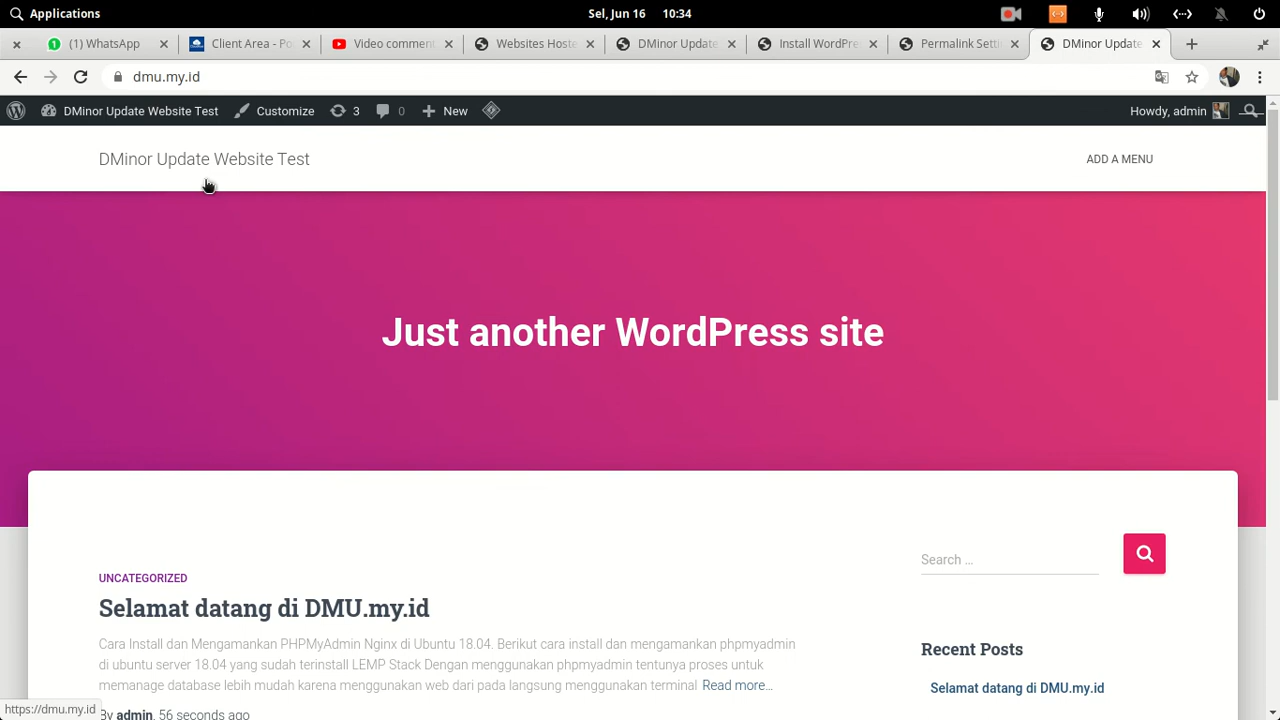 Applications
Sel, Jun 16 10:34
(1) WhatsApp
Client Area - Po
Video comment
Websites Hoste
DMinor Update
Install WordPre
Permalink Setti
DMinor Update
dmu.my.id
DMinor Update Website Test
Customize
3
0
New
Howdy, admin
DMinor Update Website Test
ADD A MENU
Just another WordPress site
UNCATEGORIZED
Selamat datang di DMU.my.id
Cara Install dan Mengamankan PHPMyAdmin Nginx di Ubuntu 18.04. Berikut cara install dan mengamankan phpmyadmin
di ubuntu server 18.04 yang sudah terinstall LEMP Stack Dengan menggunakan phpmyadmin tentunya proses untuk
memanage database lebih mudah karena menggunakan web dari pada langsung menggunakan terminal Read more…
By admin, 56 seconds ago
Search …
Recent Posts
Selamat datang di DMU.my.id
https://dmu.my.id